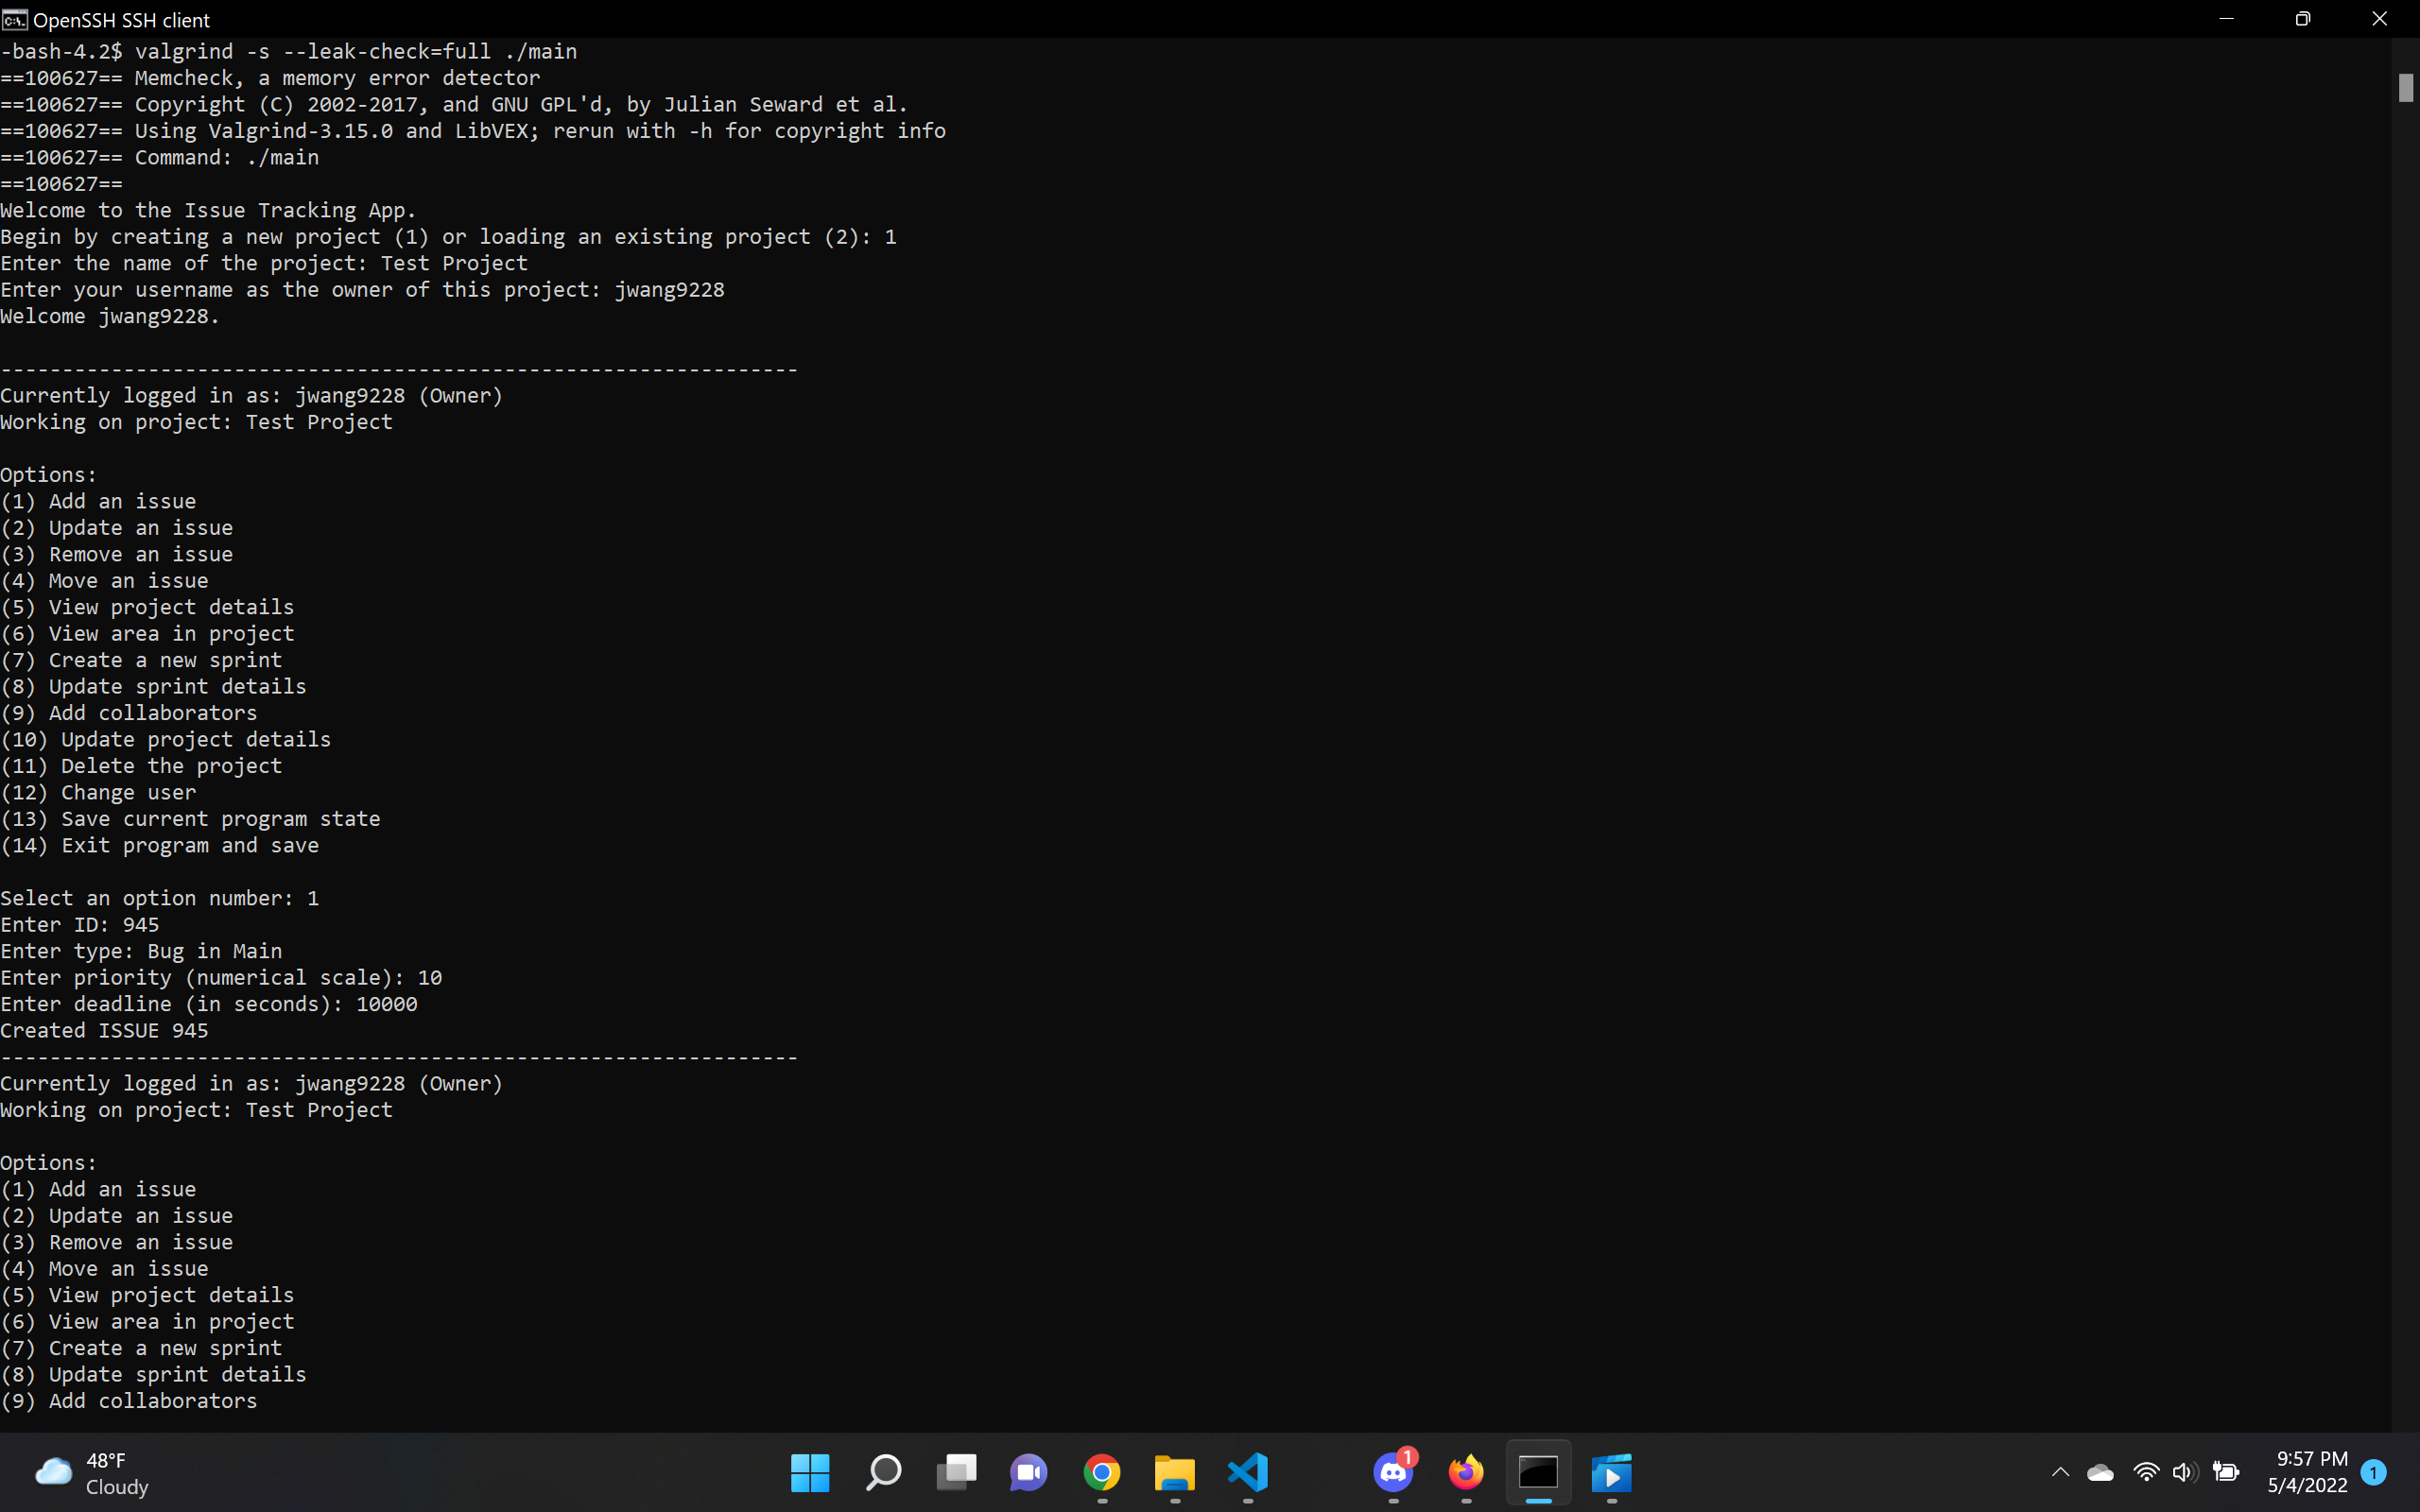 OpenSSH SSH client
-bash-4.2$ valgrind -s --leak-check=full ./main
==100627== Memcheck, a memory error detector
==100627== Copyright (C) 2002-2017, and GNU GPL'd, by Julian Seward et al.
==100627== Using Valgrind-3.15.0 and LibVEX; rerun with -h for copyright info
==100627== Command: ./main
==100627==
Welcome to the Issue Tracking App.
Begin by creating a new project (1) or loading an existing project (2): 1
Enter the name of the project: Test Project
Enter your username as the owner of this project: jwang9228
Welcome jwang9228.
-----------------------------------------------------------------
Currently logged in as: jwang9228 (Owner)
Working on project: Test Project
Options:
(1) Add an issue
(2) Update an issue
(3) Remove an issue
(4) Move an issue
(5) View project details
(6) View area in project
(7) Create a new sprint
(8) Update sprint details
(9) Add collaborators
(10) Update project details
(11) Delete the project
(12) Change user
(13) Save current program state
(14) Exit program and save
Select an option number: 1
Enter ID: 945
Enter type: Bug in Main
Enter priority (numerical scale): 10
Enter deadline (in seconds): 10000
Created ISSUE 945
-----------------------------------------------------------------
Currently logged in as: jwang9228 (Owner)
Working on project: Test Project
Options:
(1) Add an issue
(2) Update an issue
(3) Remove an issue
(4) Move an issue
(5) View project details
(6) View area in project
(7) Create a new sprint
(8) Update sprint details
(9) Add collaborators
48°F
Cloudy
1
9:57 PM
5/4/2022
1